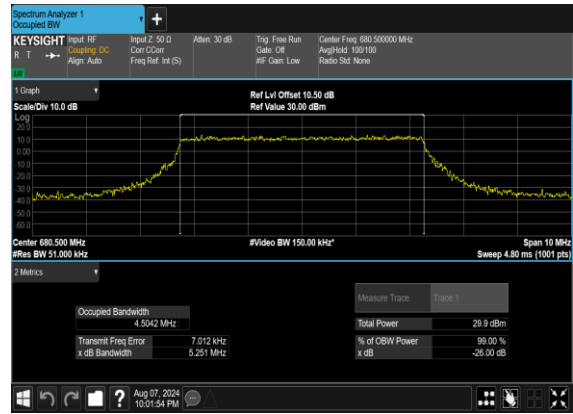 Spectrum Analyzer 1
Occupied BW
+
KEYSIGHT Input: RF Input Z: 50 Ω Atten: 30 dB Trig: Free Run Center Freq: 680.500000 MHz
R T Coupling: DC Corr CCorr Gate: Off Avg|Hold: 100/100
Align: Auto Freq Ref: Int (S) #IF Gain: Low Radio Std: None
1 Graph
Ref Lvl Offset 10.50 dB
Scale/Div 10.0 dB Ref Value 30.00 dBm
Log
20.0
10.0
0.00
-10.0
-20.0
-30.0
-40.0
-50.0
-60.0
Center 680.500 MHz #Video BW 150.00 kHz* Span 10 MHz
#Res BW 51.000 kHz Sweep 4.80 ms (1001 pts)
2 Metrics
Measure Trace Trace 1
Occupied Bandwidth
4.5042 MHz Total Power 29.9 dBm
Transmit Freq Error 7.012 kHz % of OBW Power 99.00 %
x dB Bandwidth 5.251 MHz x dB -26.00 dB
? Aug 07, 2024
10:01:54 PM